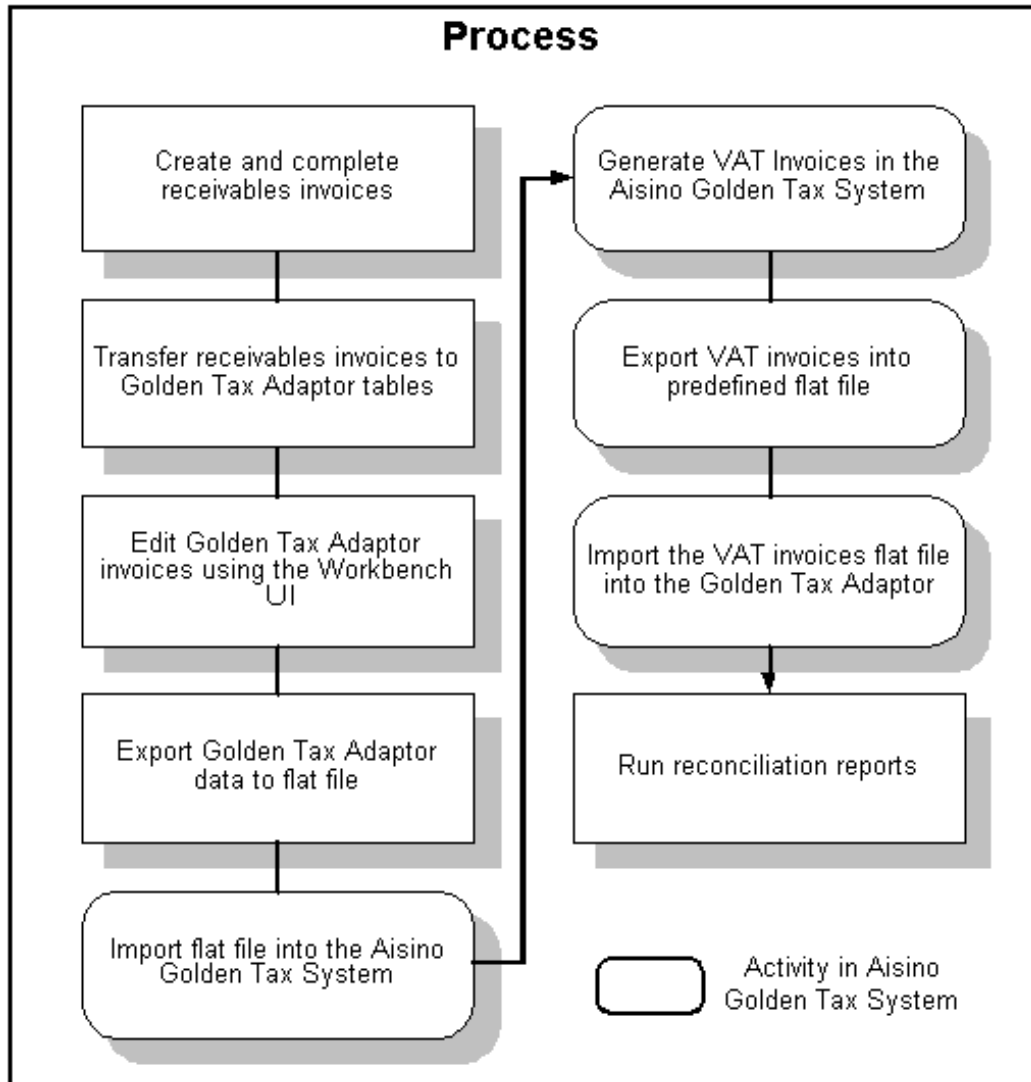 Process
Create and complete
receivables invoices
Transfer receivables invoices to
Golden Tax Adaptor tables
Edit Golden Tax Adaptor
invoices using the Workbench
UI
Export Golden Tax Adaptor
data to flat file
Import flat file into the Aisino
Golden Tax System
Generate VAT Invoices in the
Aisino Golden Tax System
Export VAT invoices into
predefined flat file
Import the VAT invoices flat file
into the Golden Tax Adaptor
Run reconciliation reports
Activity in Aisino
Golden Tax System